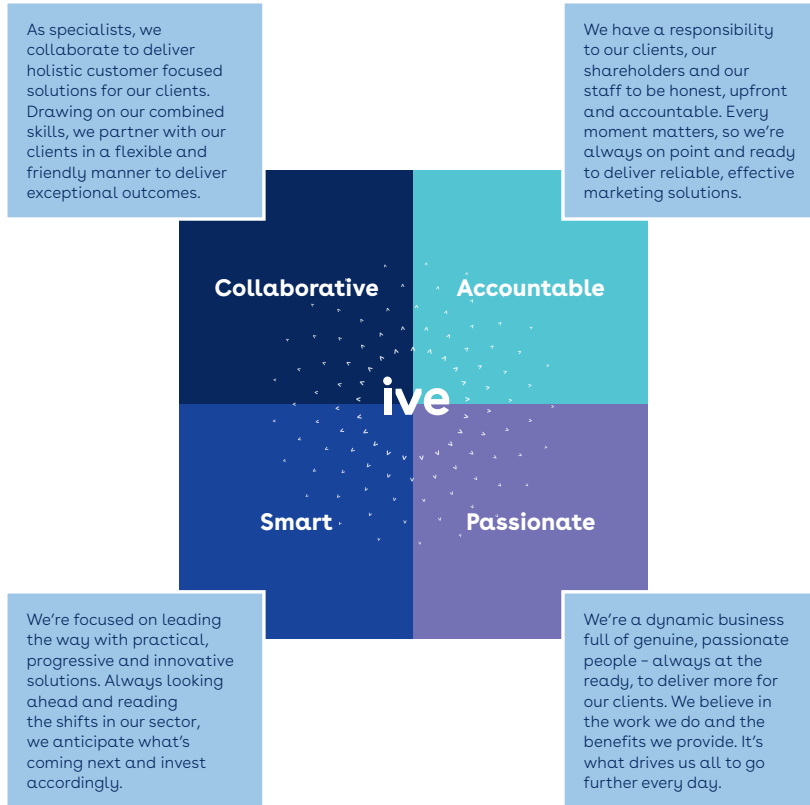 As specialists, we
collaborate to deliver
holistic customer focused
solutions for our clients.
Drawing on our combined
skills, we partner with our
clients in a flexible and
friendly manner to deliver
exceptional outcomes.
We have a responsibility
to our clients, our
shareholders and our
staff to be honest, upfront
and accountable. Every
moment matters, so we’re
always on point and ready
to deliver reliable, effective
marketing solutions.
Collaborative
Accountable
ive
Smart
Passionate
We’re focused on leading
the way with practical,
progressive and innovative
solutions. Always looking
ahead and reading
the shifts in our sector,
we anticipate what’s
coming next and invest
accordingly.
We’re a dynamic business
full of genuine, passionate
people – always at the
ready, to deliver more for
our clients. We believe in
the work we do and the
benefits we provide. It’s
what drives us all to go
further every day.